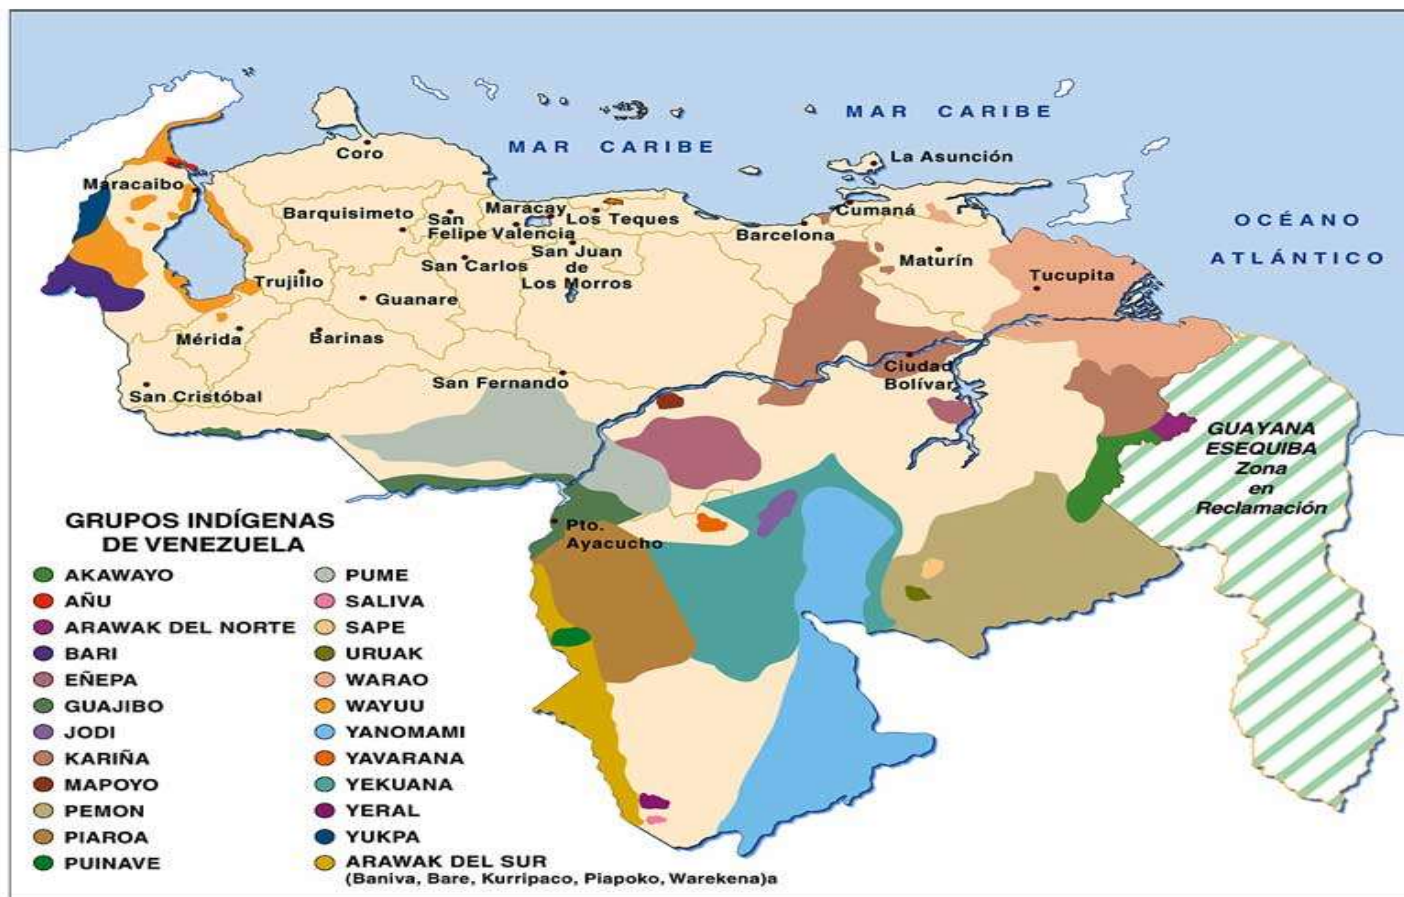 MAR CARIBE
MAR CARIBE
OCÉANO
ATLÁNTICO
Coro
La Asunción
Maracaibo
Barquisimeto
San
Felipe
Maracay
Valencia
Los Teques
Cumaná
Barcelona
San Carlos
San Juan
de
Los Morros
Maturín
Tucupita
Trujillo
Guanare
Mérida
Barinas
San Cristóbal
San Fernando
Ciudad
Bolívar
GUAYANA
ESEQUIBA
Zona
en
Reclamación
Pto.
Ayacucho
GRUPOS INDÍGENAS
DE VENEZUELA
AKAWAYO
AÑU
ARAWAK DEL NORTE
BARI
EÑEPA
GUAJIBO
JODI
KARIÑA
MAPOYO
PEMON
PIAROA
PUINAVE
PUME
SALIVA
SAPE
URUAK
WARAO
WAYUU
YANOMAMI
YAVARANA
YEKUANA
YERAL
YUKPA
ARAWAK DEL SUR
(Baniva, Bare, Kurripaco, Piapoko, Warekena)a